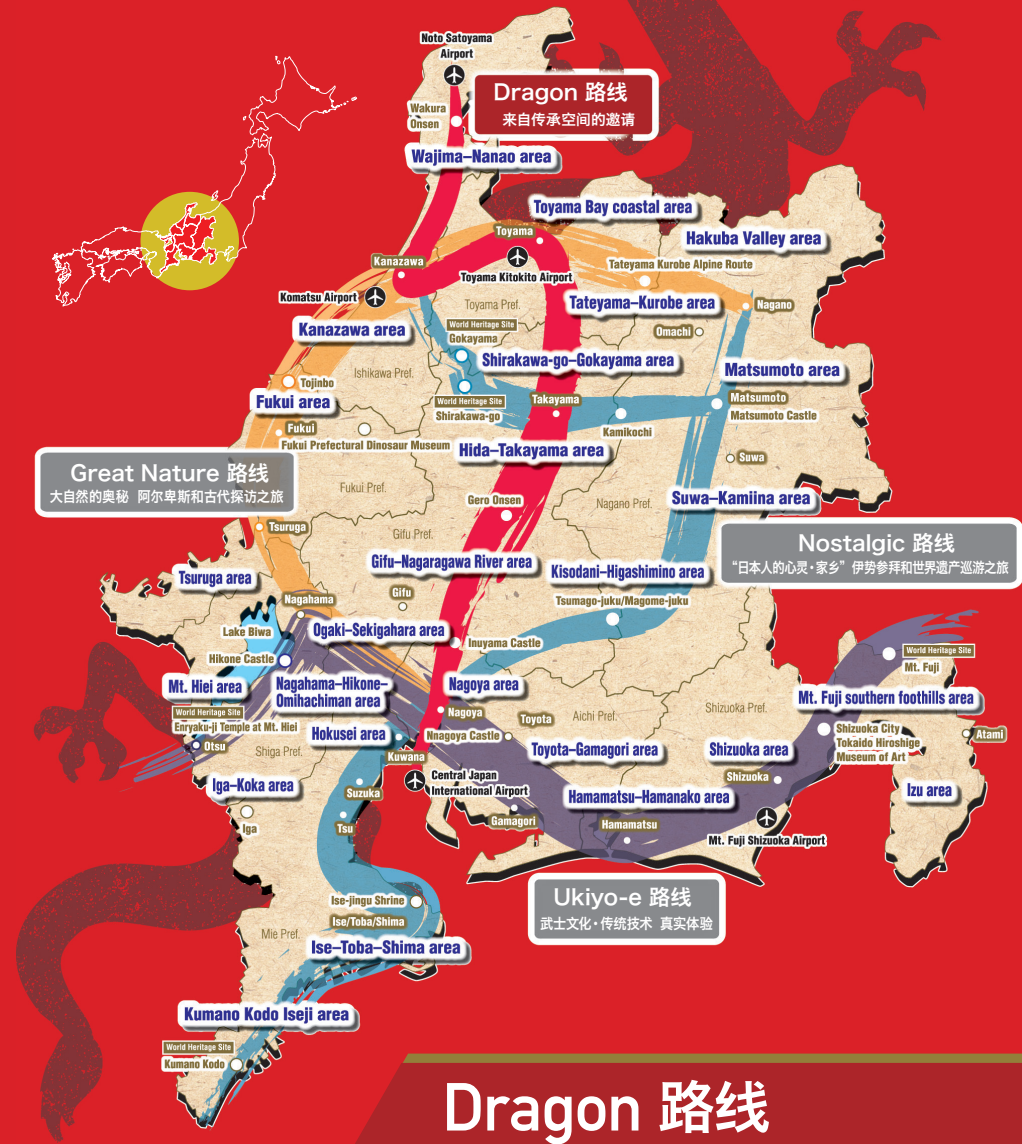 Noto Satoyama
Airport
Dragon 路线
来自传承空间的邀请
Wakura
Onsen
Wajima–Nanao area
Toyama Bay coastal area
Toyama
Hakuba Valley area
Kanazawa
Tateyama Kurobe Alpine Route
Toyama Kitokito Airport
Komatsu Airport
Toyama Pref.
Tateyama–Kurobe area
Nagano
World Heritage Site
Gokayama
Omachi
Kanazawa area
Shirakawa-go–Gokayama area
Ishikawa Pref.
Matsumoto area
Tojinbo
World Heritage Site
Shirakawa-go
Takayama
Matsumoto
Matsumoto Castle
Fukui area
Kamikochi
Fukui
Fukui Prefectural Dinosaur Museum
Hida–Takayama area
Suwa
Great Nature 路线
大自然的奥秘 阿尔卑斯和古代探访之旅
Fukui Pref.
Gero Onsen
Nagano Pref.
Suwa–Kamiina area
Tsuruga
Gifu Pref.
Nostalgic 路线
“日本人的心灵・家乡”伊势参拜和世界遗产巡游之旅
Gifu–Nagaragawa River area
Kisodani–Higashimino area
Tsuruga area
Nagahama
Gifu
Tsumago-juku/Magome-juku
Lake Biwa
Ogaki–Sekigahara area
Inuyama Castle
Hikone Castle
World Heritage Site
Mt. Fuji
Mt. Hiei area
Nagahama–Hikone–
Omihachiman area
Nagoya area
Mt. Fuji southern foothills area
World Heritage Site
Enryaku-ji Temple at Mt. Hiei
Nagoya
Toyota
Aichi Pref.
Shizuoka Pref.
Otsu
Shiga Pref.
Hokusei area
Nnagoya Castle
Shizuoka City
Tokaido Hiroshige
Museum of Art
Atami
Kuwana
Toyota–Gamagori area
Shizuoka area
Iga–Koka area
Suzuka
Central Japan
International Airport
Shizuoka
Izu area
Hamamatsu–Hamanako area
Iga
Tsu
Gamagori
Hamamatsu
Mt. Fuji Shizuoka Airport
Ise-jingu Shrine
Ise/Toba/Shima
Ukiyo-e 路线
武士文化・传统技术 真实体验
Mie Pref.
Ise–Toba–Shima area
Kumano Kodo Iseji area
World Heritage Site
Kumano Kodo
Dragon 路线